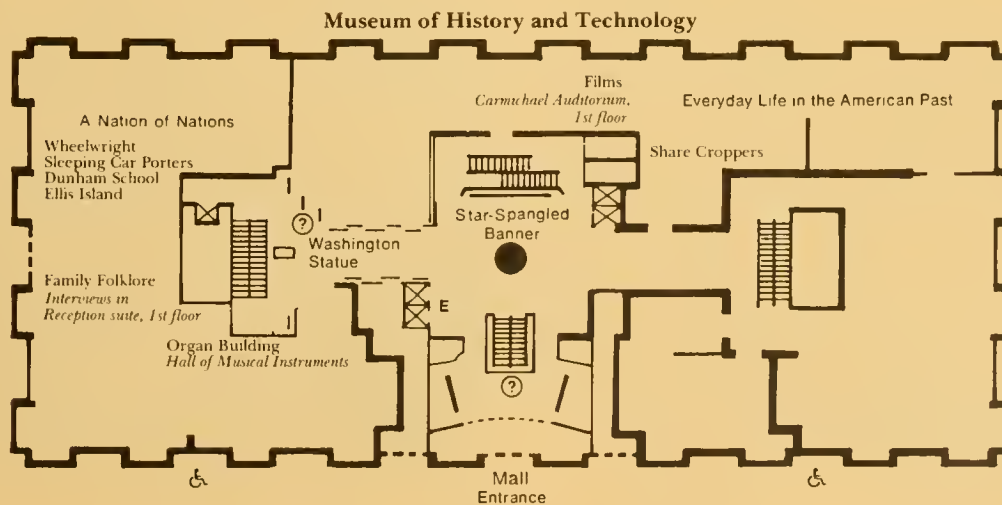 Museum of History and Technology
Films
Carmichael Auditorium,
1st floor
Everyday Life in the American Past
A Nation of Nations
Wheelwright
Sleeping Car Porters
Dunham School
Ellis Island
Share Croppers
Star-Spangled
Banner
?
Washington
Statue
Family Folklore
Interviews in
Reception suite, 1st floor
E
Organ Building
Hall of Musical Instruments
?
Mall
Entrance